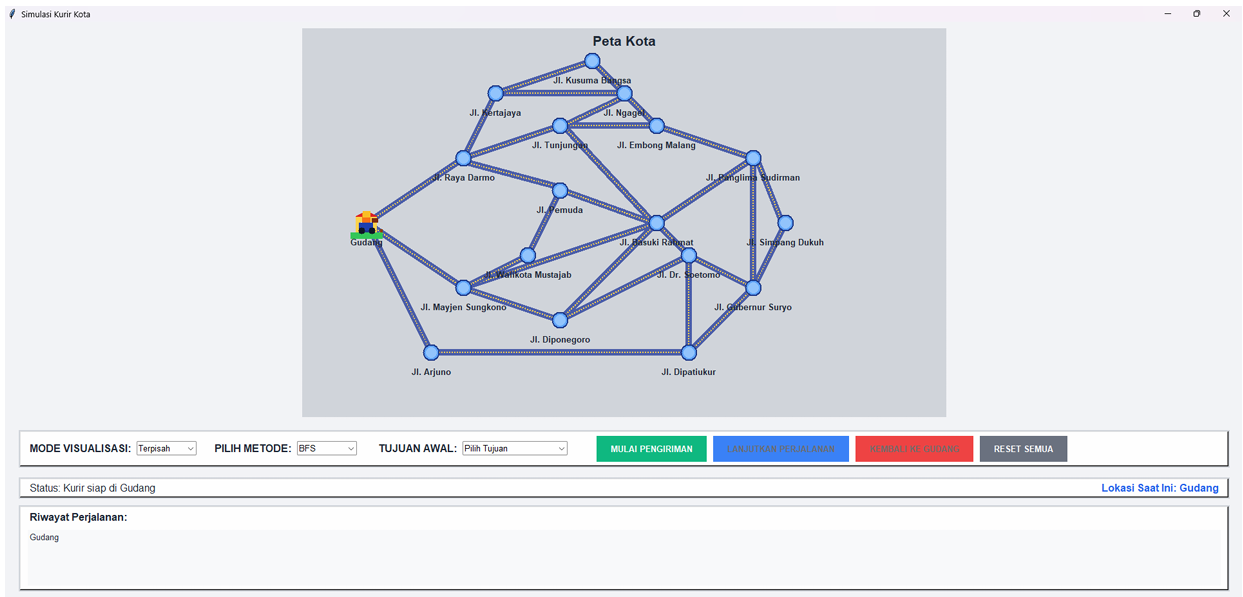 Simulasi Kurir Kota
Peta Kota
Jl. Kusuma Bangsa
Jl. Kertajaya
Jl. Ngagel
Jl. Tunjungan
Jl. Embong Malang
Jl. Raya Darmo
Jl. Panglima Sudirman
Jl. Pemuda
Gudang
Jl. Basuki Rahmat
Jl. Simpang Dukuh
Jl. Walikota Mustajab
Jl. Dr. Soetomo
Jl. Mayjen Sungkono
Jl. Gubernur Suryo
Jl. Diponegoro
Jl. Arjuno
Jl. Dipatiukur
MODE VISUALISASI: Terpisah PILIH METODE: BFS TUJUAN AWAL: Pilih Tujuan MULAI PENGIRIMAN LANJUTKAN PERJALANAN KEMBALI KE GUDANG RESET SEMUA
Status: Kurir siap di Gudang Lokasi Saat Ini: Gudang
Riwayat Perjalanan:
Gudang